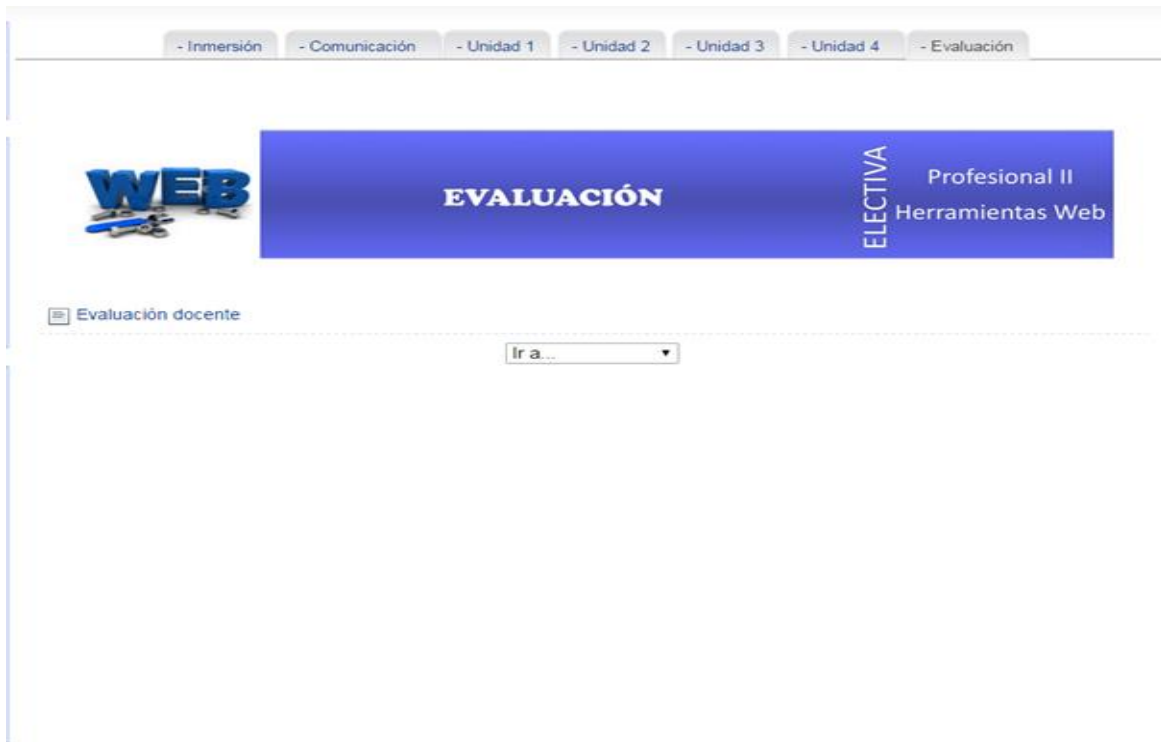 - Inmersión - Comunicación - Unidad 1 - Unidad 2 - Unidad 3 - Unidad 4 - Evaluación
WEB
EVALUACIÓN
ELECTIVA
Profesional II
Herramientas Web
Evaluación docente
Ir a...